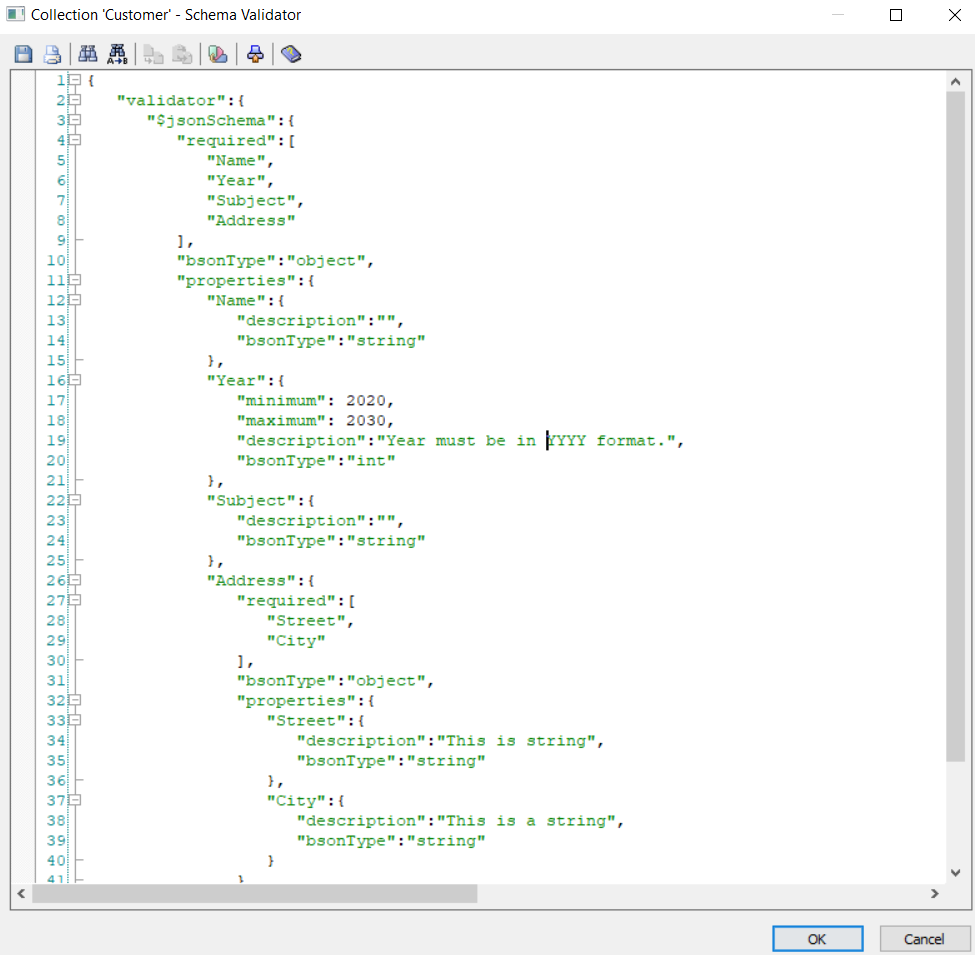 Collection 'Customer' - Schema Validator
A→B
1 {
2 "validator":{
3 "$jsonSchema":{
4 "required":[
5 "Name",
6 "Year",
7 "Subject",
8 "Address"
9 ],
10 "bsonType":"object",
11 "properties":{
12 "Name":{
13 "description":"",
14 "bsonType":"string"
15 },
16 "Year":{
17 "minimum": 2020,
18 "maximum": 2030,
19 "description":"Year must be in YYYY format.",
20 "bsonType":"int"
21 },
22 "Subject":{
23 "description":"",
24 "bsonType":"string"
25 },
26 "Address":{
27 "required":[
28 "Street",
29 "City"
30 ],
31 "bsonType":"object",
32 "properties":{
33 "Street":{
34 "description":"This is string",
35 "bsonType":"string"
36 },
37 "City":{
38 "description":"This is a string",
39 "bsonType":"string"
40 }
41 }
OK Cancel